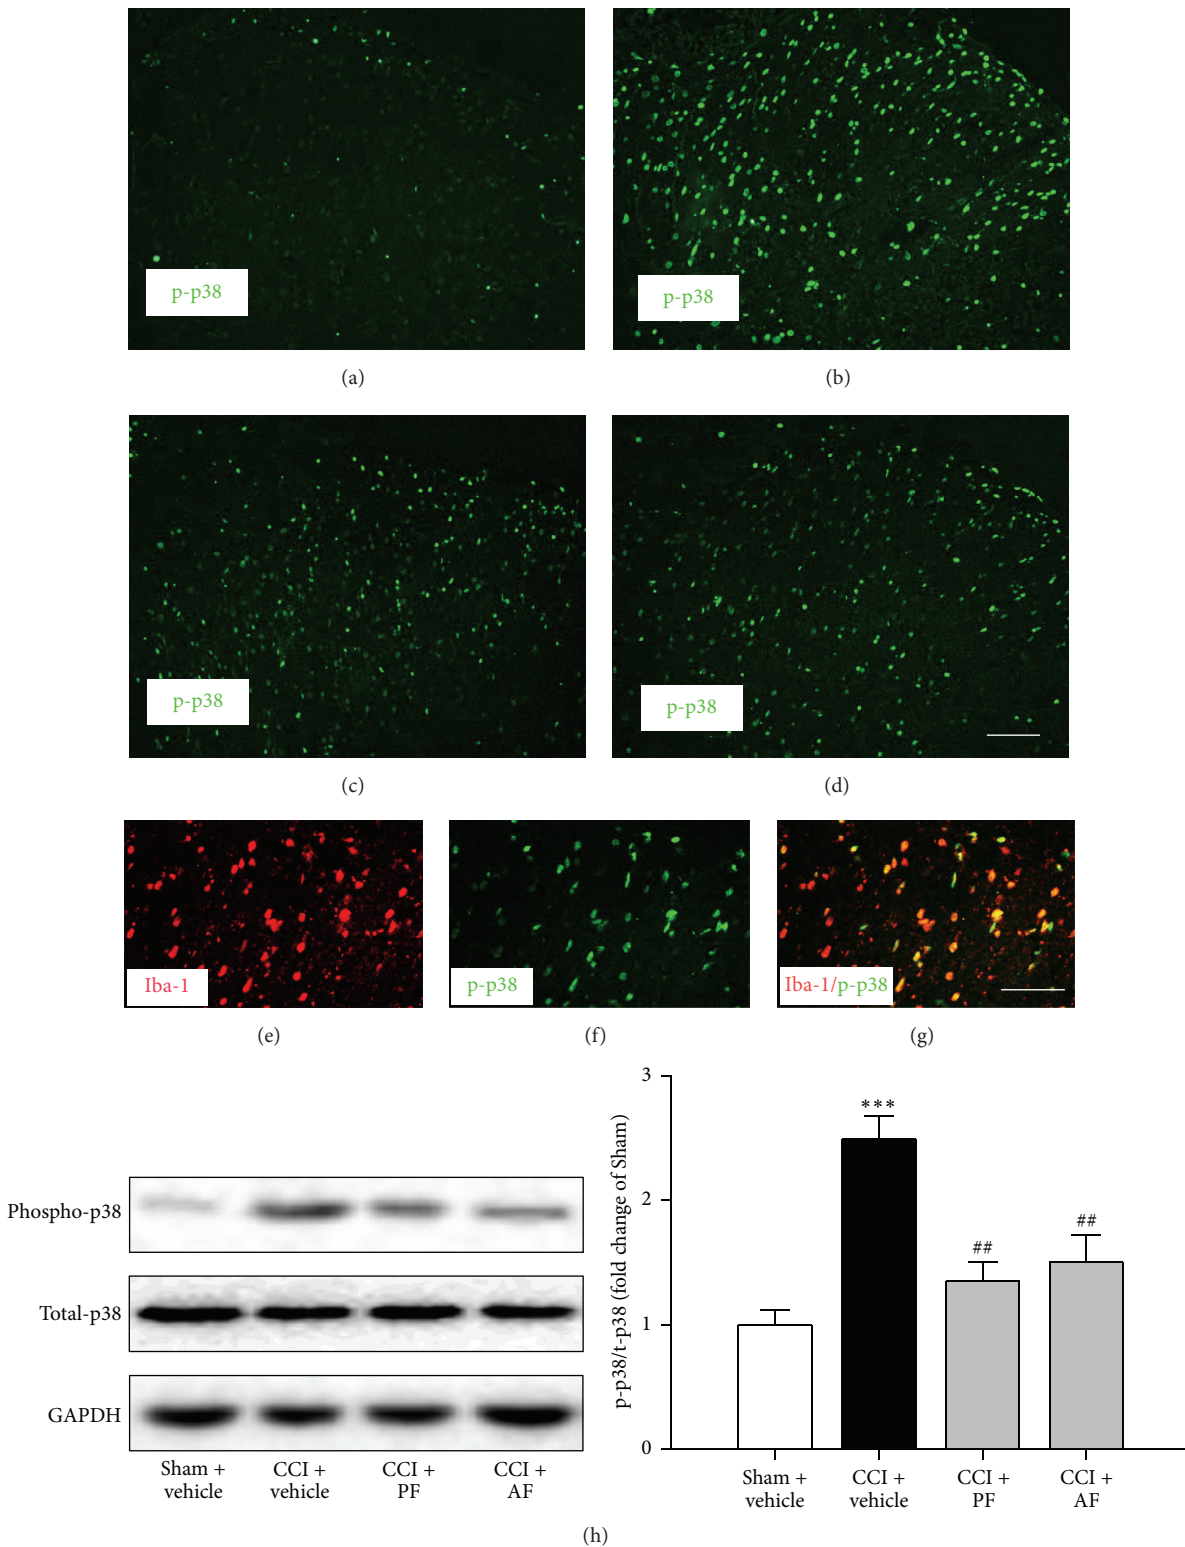 p-p38
p-p38
(a)
(b)
p-p38
p-p38
(c)
(d)
Iba-1
p-p38
Iba-1/p-p38
(e)
(f)
(g)
Phospho-p38
Total-p38
GAPDH
Sham +
vehicle
CCI +
vehicle
CCI +
PF
CCI +
AF
p-p38/t-p38 (fold change of Sham)
3
2
1
0
***
##
##
Sham +
vehicle
CCI +
vehicle
CCI +
PF
CCI +
AF
(h)